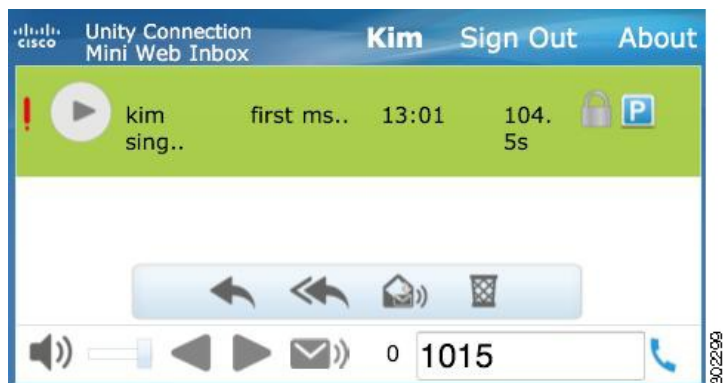 cisco
Unity Connection
Mini Web Inbox
Kim Sign Out About
! kim sing.. first ms.. 13:01 104.5s P
0 1015
302299